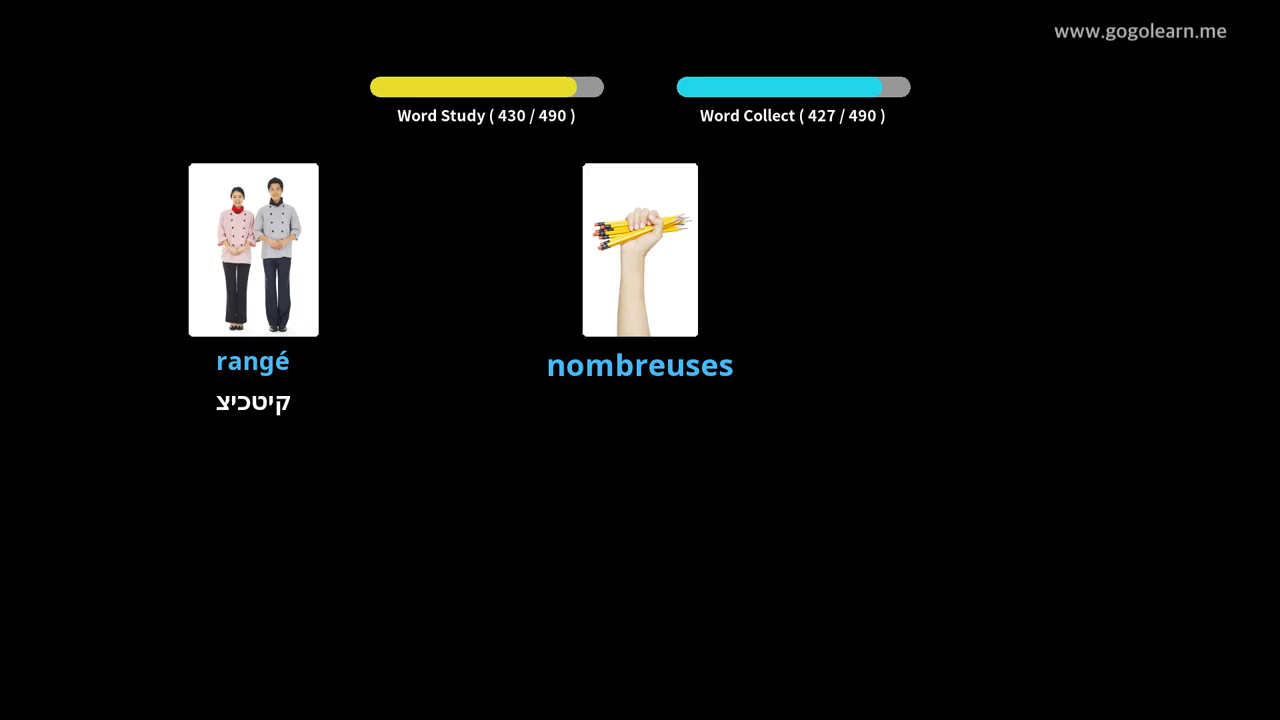 www.gogolearn.me
Word Study ( 430 / 490 )
Word Collect ( 427 / 490 )
rangé
קיטכיצ
nombreuses